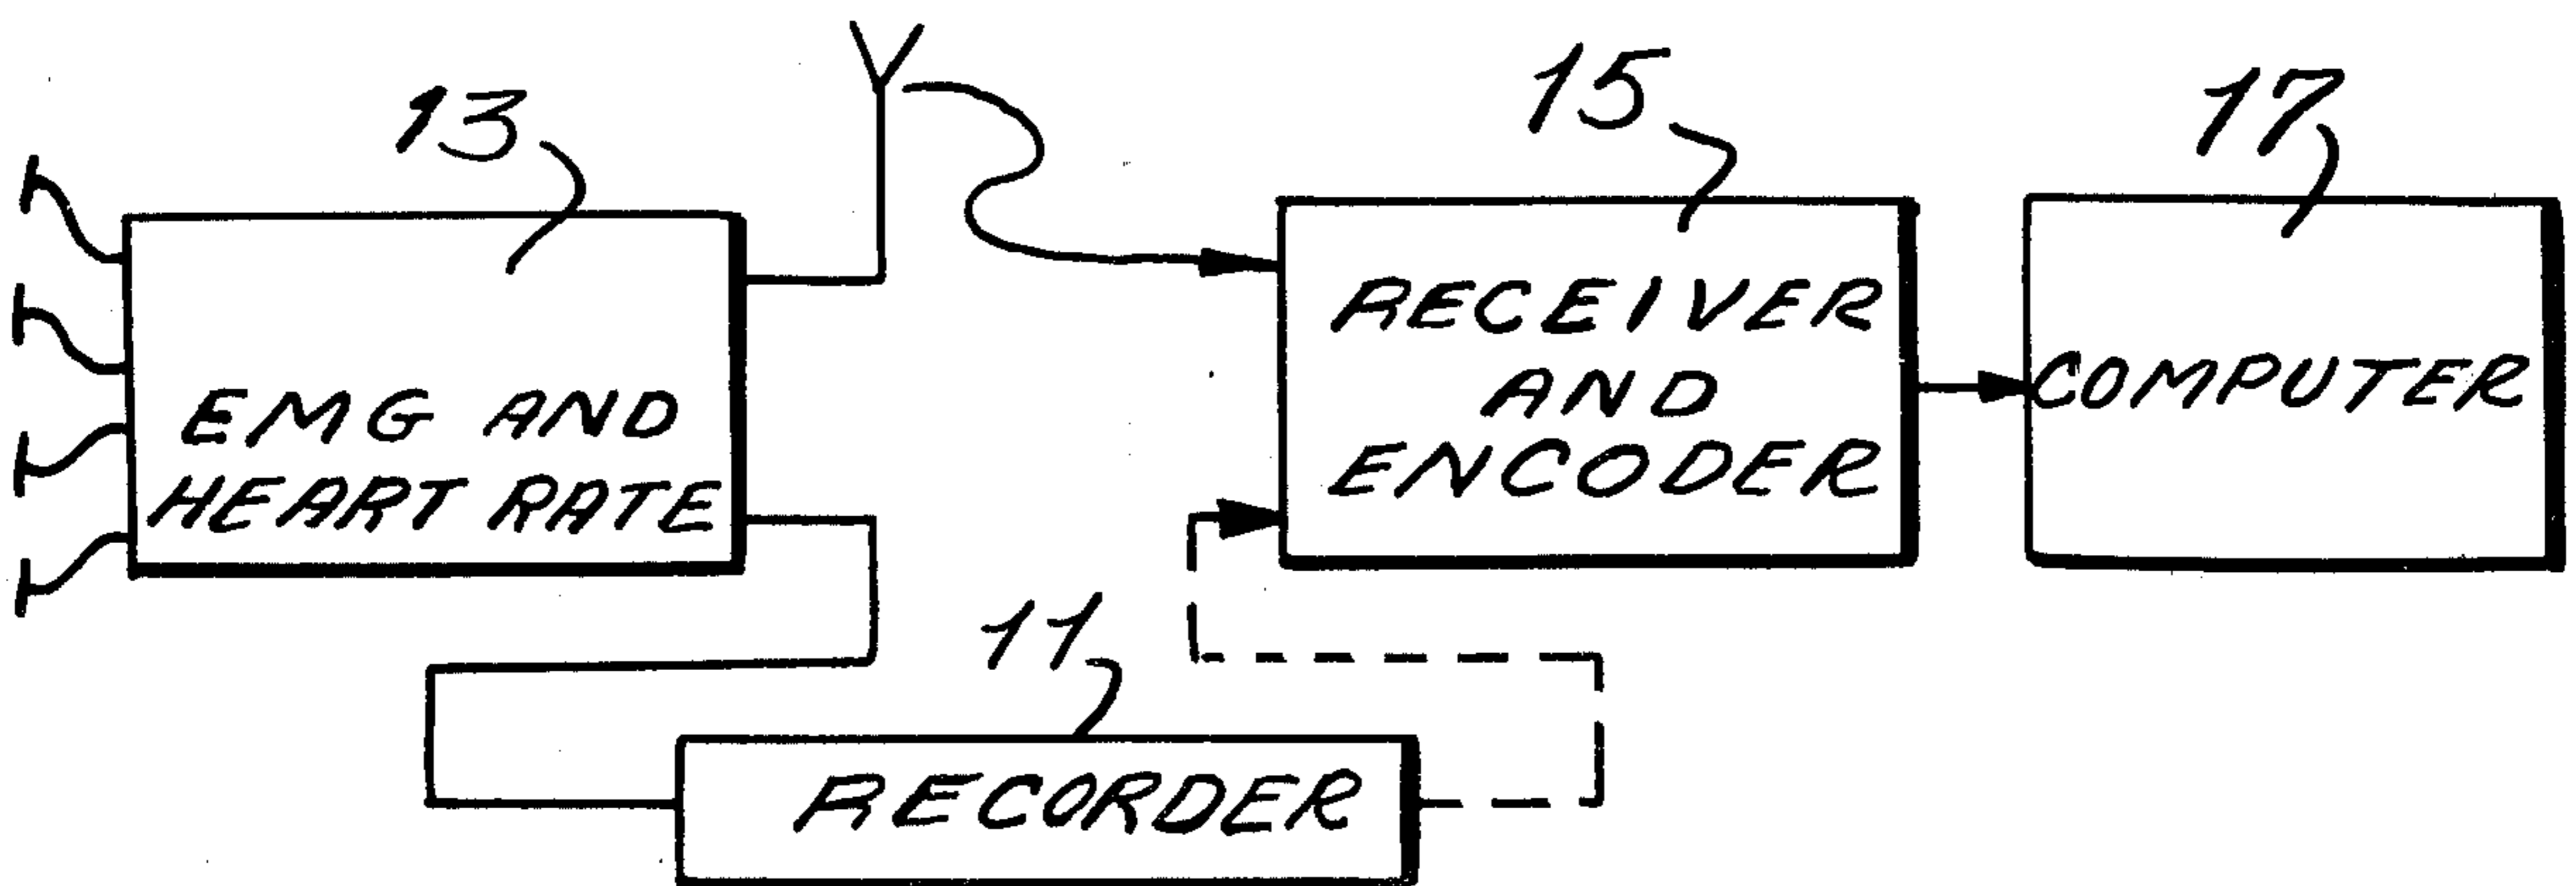 13
EMG AND
HEART RATE
15
RECEIVER
AND
ENCODER
17
COMPUTER
11
RECORDER